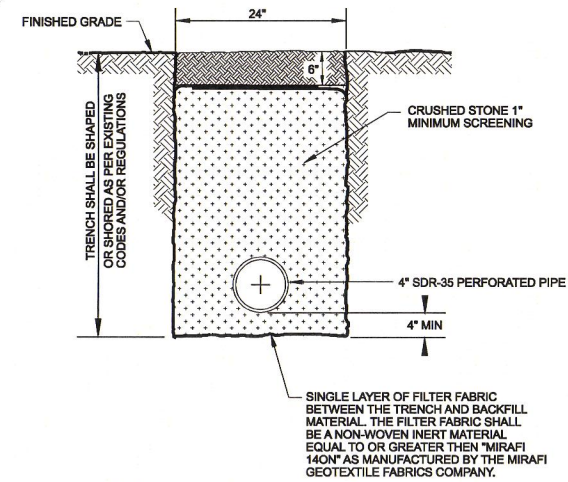 24"
FINISHED GRADE
6"
TRENCH SHALL BE SHAPED
OR SHORED AS PER EXISTING
CODES AND/OR REGULATIONS
CRUSHED STONE 1"
MINIMUM SCREENING
4" SDR-35 PERFORATED PIPE
4" MIN
SINGLE LAYER OF FILTER FABRIC
BETWEEN THE TRENCH AND BACKFILL
MATERIAL. THE FILTER FABRIC SHALL
BE A NON-WOVEN INERT MATERIAL
EQUAL TO OR GREATER THEN "MIRAFI
14ON" AS MANUFACTURED BY THE MIRAFI
GEOTEXTILE FABRICS COMPANY.